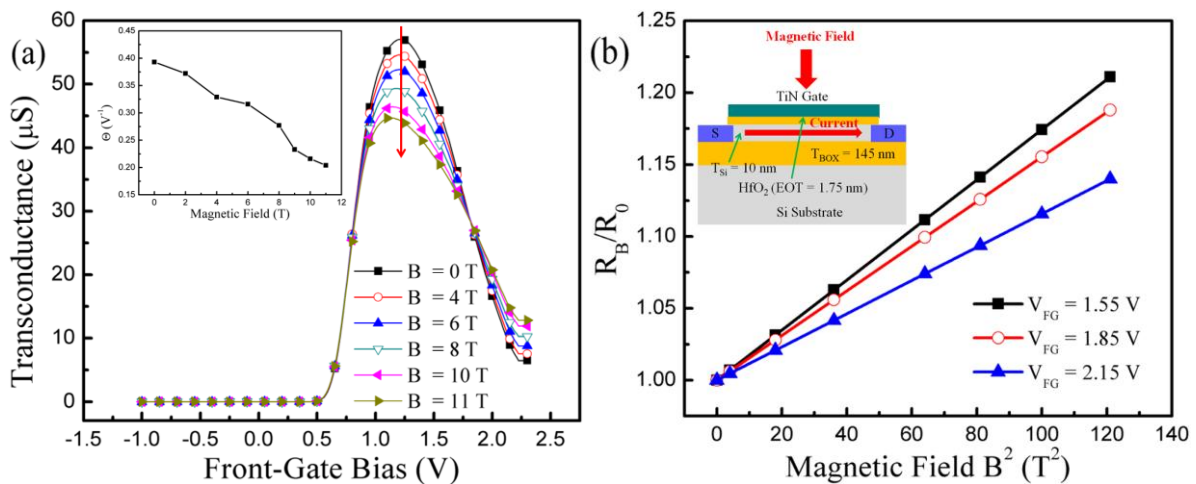 (a)
Transconductance (μS)
60
50
40
30
20
10
0
-1.5
-1.0
-0.5
0.0
0.5
1.0
1.5
2.0
2.5
Front-Gate Bias (V)
Θ (V⁻¹)
0.45
0.40
0.35
0.30
0.25
0.20
0.15
0
2
4
6
8
10
12
Magnetic Field (T)
B = 0 T
B = 4 T
B = 6 T
B = 8 T
B = 10 T
B = 11 T
(b)
R_B/R_0
1.25
1.20
1.15
1.10
1.05
1.00
0
20
40
60
80
100
120
140
Magnetic Field B² (T²)
Magnetic Field
TiN Gate
Current
S
D
T_Si = 10 nm
T_BOX = 145 nm
HfO₂ (EOT = 1.75 nm)
Si Substrate
V_FG = 1.55 V
V_FG = 1.85 V
V_FG = 2.15 V